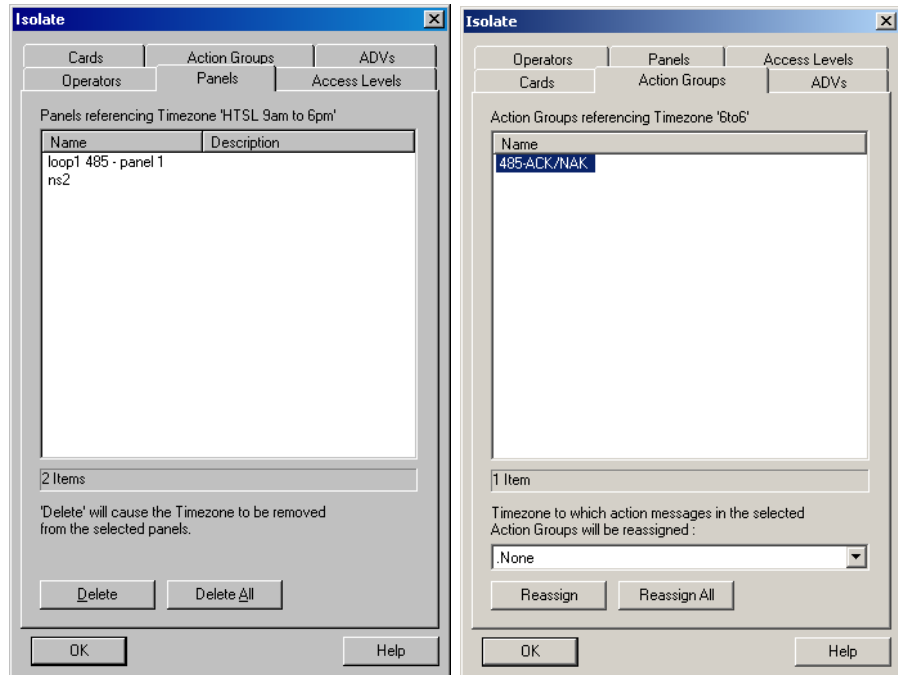 Isolate
Cards Action Groups ADVs
Operators Panels Access Levels
Panels referencing Timezone 'HTSL 9am to 6pm'
Name Description
loop1 485 - panel 1
ns2
2 Items
'Delete' will cause the Timezone to be removed
from the selected panels.
Delete Delete All
OK Help
Isolate
Operators Panels Access Levels
Cards Action Groups ADVs
Action Groups referencing Timezone '6to6'
Name
485-ACK/NAK
1 Item
Timezone to which action messages in the selected
Action Groups will be reassigned :
.None
Reassign Reassign All
OK Help